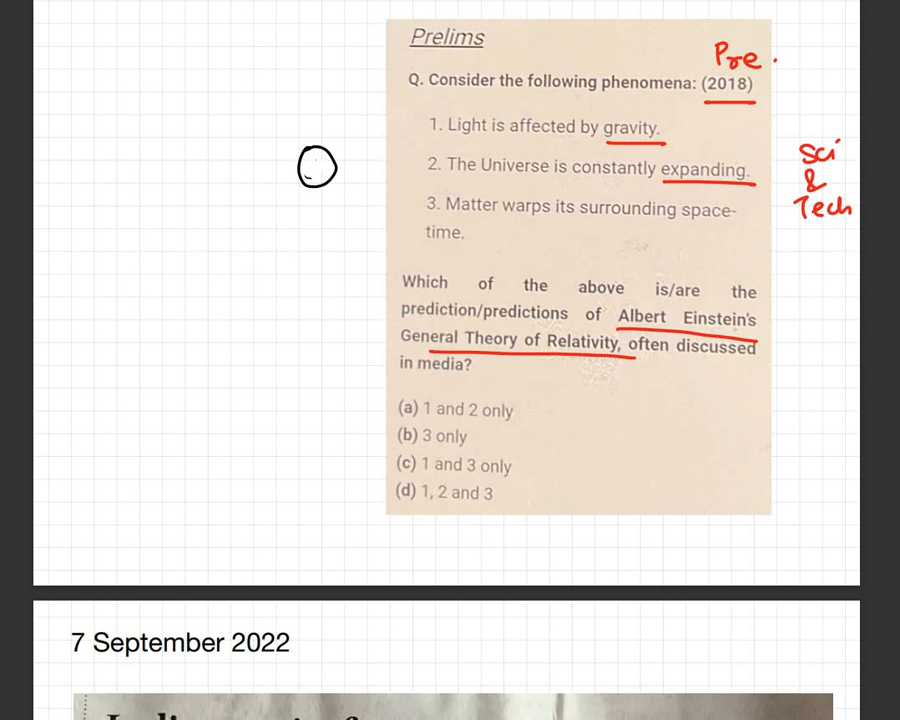 Prelims
Pre.
Q. Consider the following phenomena: (2018)
1. Light is affected by gravity.
2. The Universe is constantly expanding.
Sci
&
Tech
3. Matter warps its surrounding space-
time.
Which of the above is/are the
prediction/predictions of Albert Einstein's
General Theory of Relativity, often discussed
in media?
(a) 1 and 2 only
(b) 3 only
(c) 1 and 3 only
(d) 1, 2 and 3
7 September 2022